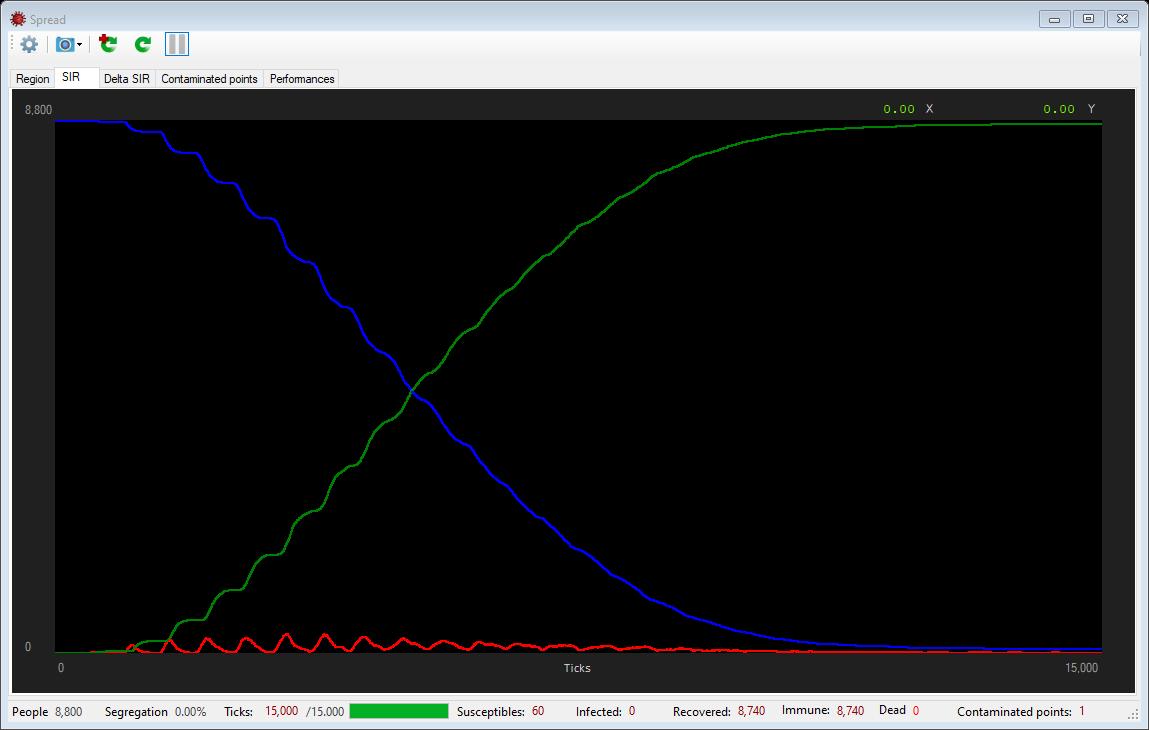 Spread
Region SIR Delta SIR Contaminated points Performances
8,800 0.00 X 0.00 Y
0
0 Ticks 15,000
People 8,800 Segregation 0.00% Ticks: 15,000 /15.000 Susceptibles: 60 Infected: 0 Recovered: 8,740 Immune: 8,740 Dead 0 Contaminated points: 1